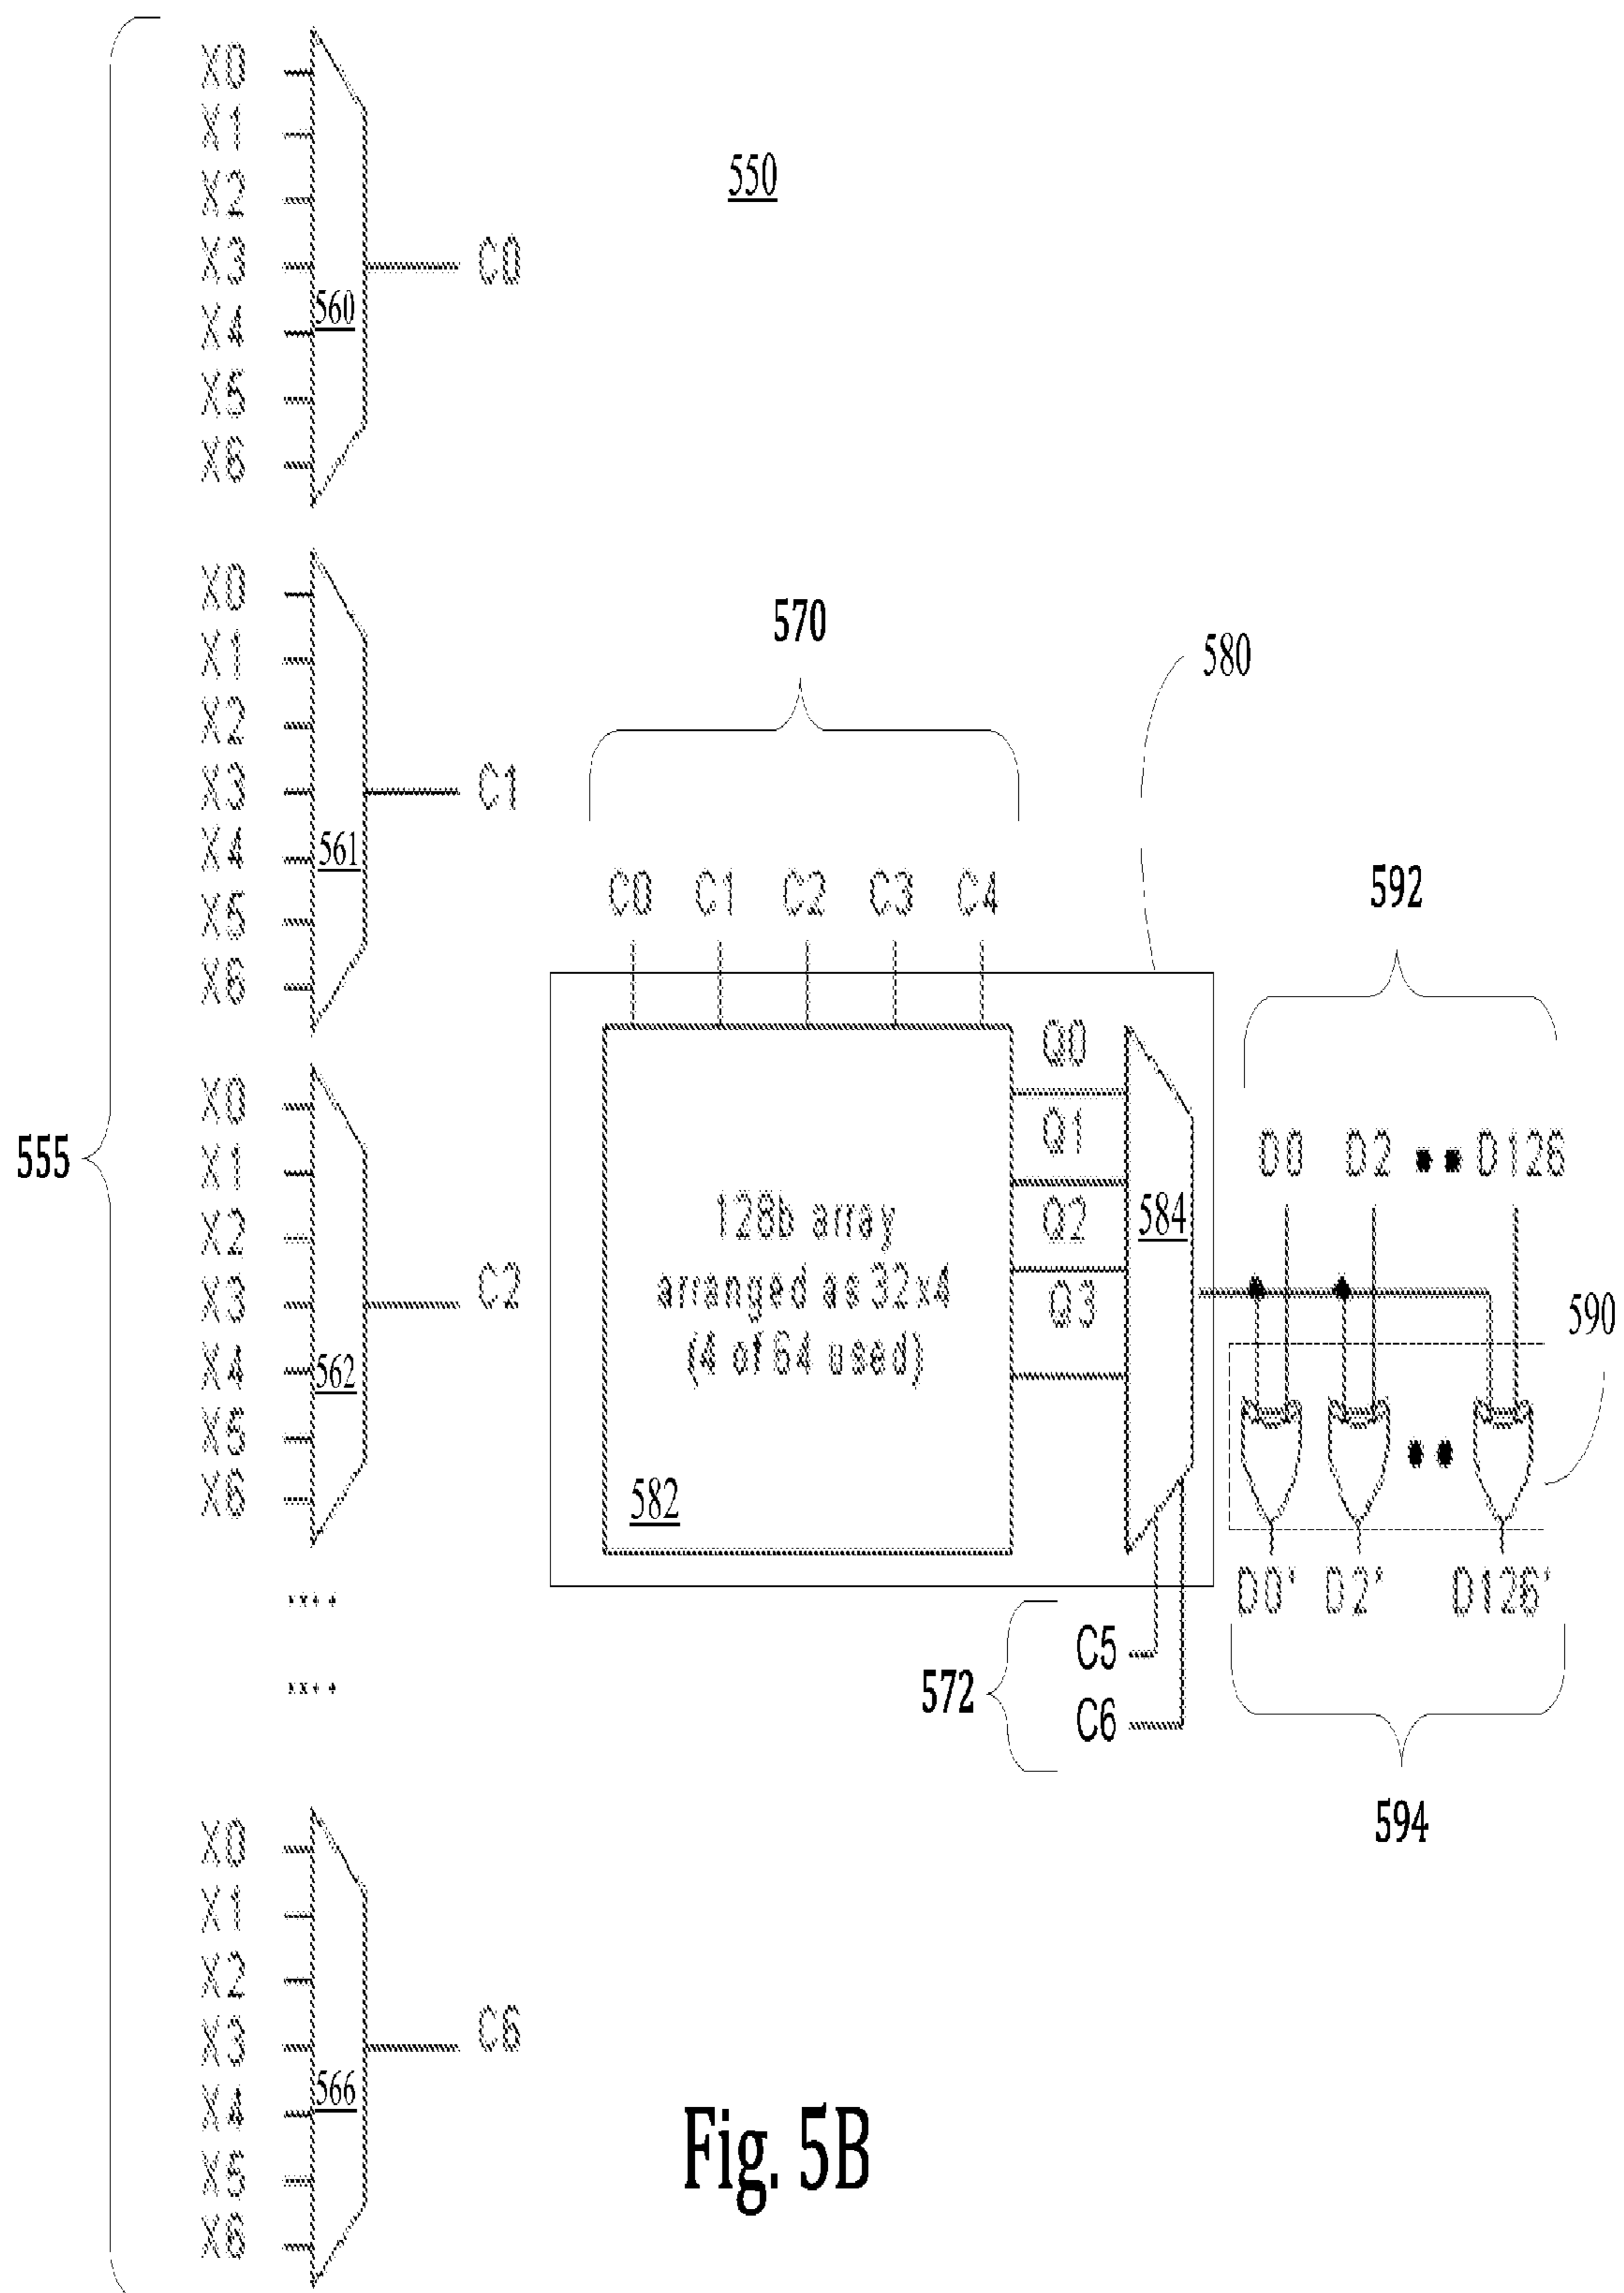 555
X0
X1
X2
X3
X4
X5
X6
560
C0
550
X0
X1
X2
X3
X4
X5
X6
561
C1
X0
X1
X2
X3
X4
X5
X6
562
C2
X0
X1
X2
X3
X4
X5
X6
566
C6
570
580
C0 C1 C2 C3 C4
Q0
Q1
Q2
Q3
128b array
arranged as 32x4
(4 of 64 used)
582
584
572
C5
C6
592
D0 D2 D126
590
D0' D2' D126'
594
Fig. 5B